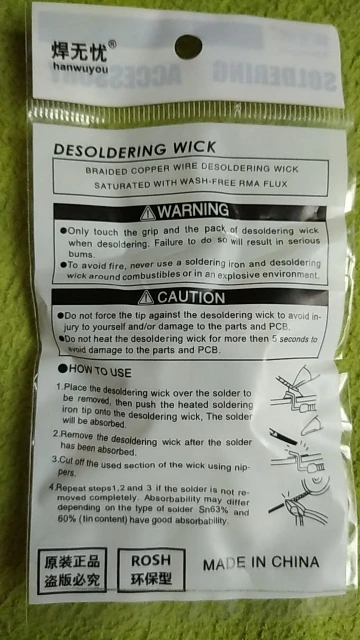 焊无忧®
hanwuyou
SOLDERING ACCESSORY
DESOLDERING WICK
BRAIDED COPPER WIRE DESOLDERING WICK
SATURATED WITH WASH-FREE RMA FLUX
⚠WARNING
●Only touch the grip and the pack of desoldering wick
when desoldering. Failure to do so will result in serious
bums.
●To avoid fire, never use a soldering iron and desoldering
wick around combustibles or in an explosive environment.
⚠CAUTION
●Do not force the tip against the desoldering wick to avoid in-
jury to yourself and/or damage to the parts and PCB.
●Do not heat the desoldering wick for more then 5 seconds to
avoid damage to the parts and PCB.
●HOW TO USE
1.Place the desoldering wick over the solder to
be removed, then push the heated soldering
iron tip onto the desoldering wick, The solder
will be absorbed.
2.Remove the desoldering wick after the solder
has been absorbed.
3.Cut off the used section of the wick using nip-
pers.
4.Repeat steps1,2 and 3 if the solder is not re-
moved completely. Absorbability may differ
depending on the type of solder Sn63% and
60% (tin content) have good absorbability.
原装正品
盗版必究
ROSH
环保型
MADE IN CHINA